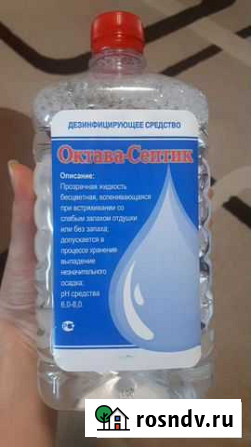 ДЕЗИНФИЦИРУЮЩЕЕ СРЕДСТВО
Октава-Септик
Описание:
Прозрачная жидкость
бесцветная, вспенивающаяся
при встряхивании со
слабым запахом отдушки
или без запаха;
допускается в
процессе хранения
выпадение
незначительного
осадка;
pH средства
6,0-8,0
rosndv.ru